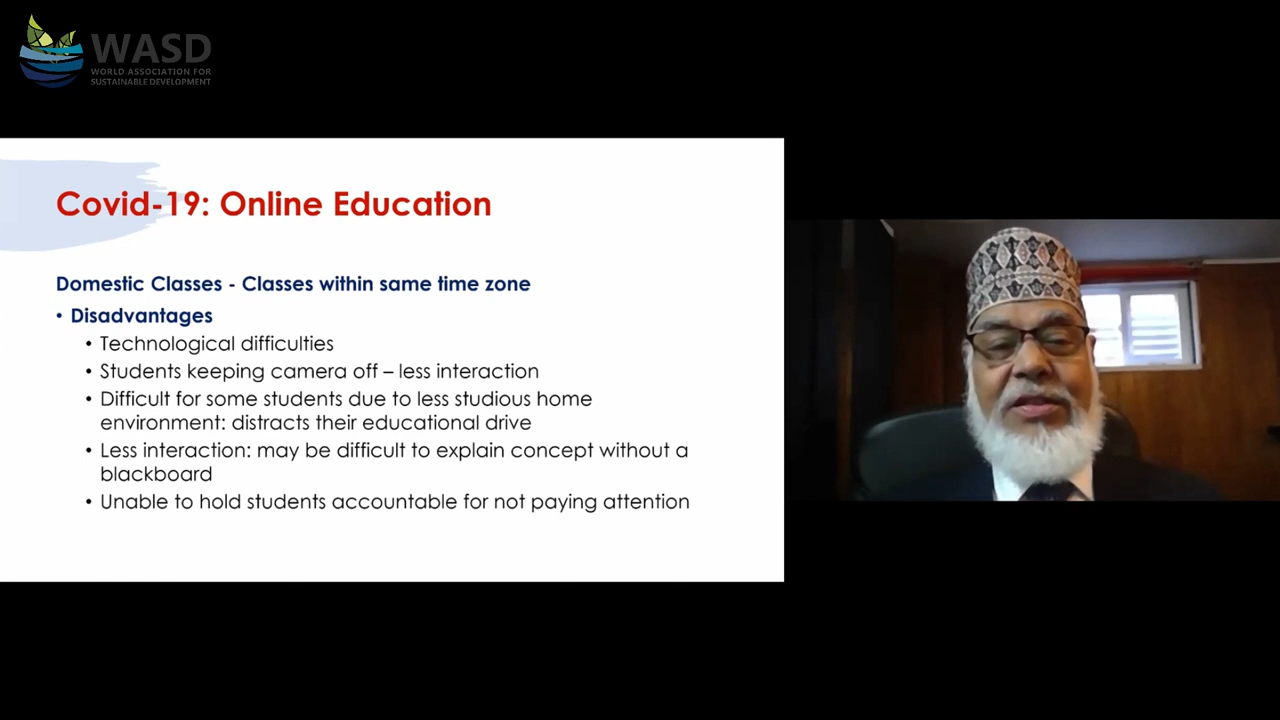 WASD
WORLD ASSOCIATION FOR
SUSTAINABLE DEVELOPMENT
Covid-19: Online Education
Domestic Classes - Classes within same time zone
• Disadvantages
• Technological difficulties
• Students keeping camera off – less interaction
• Difficult for some students due to less studious home
environment: distracts their educational drive
• Less interaction: may be difficult to explain concept without a
blackboard
• Unable to hold students accountable for not paying attention